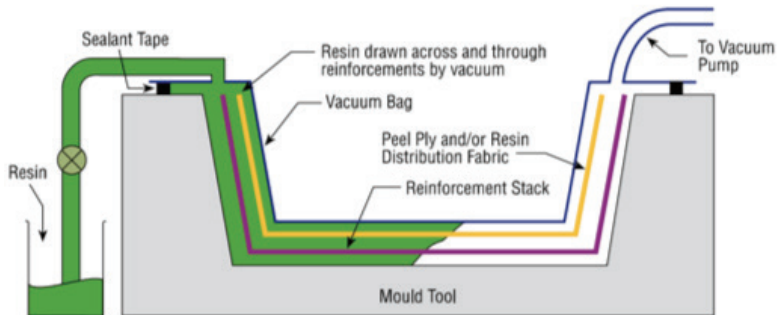 Sealant Tape
Resin drawn across and through
reinforcements by vacuum
To Vacuum
Pump
Vacuum Bag
Peel Ply and/or Resin
Distribution Fabric
Resin
Reinforcement Stack
Mould Tool